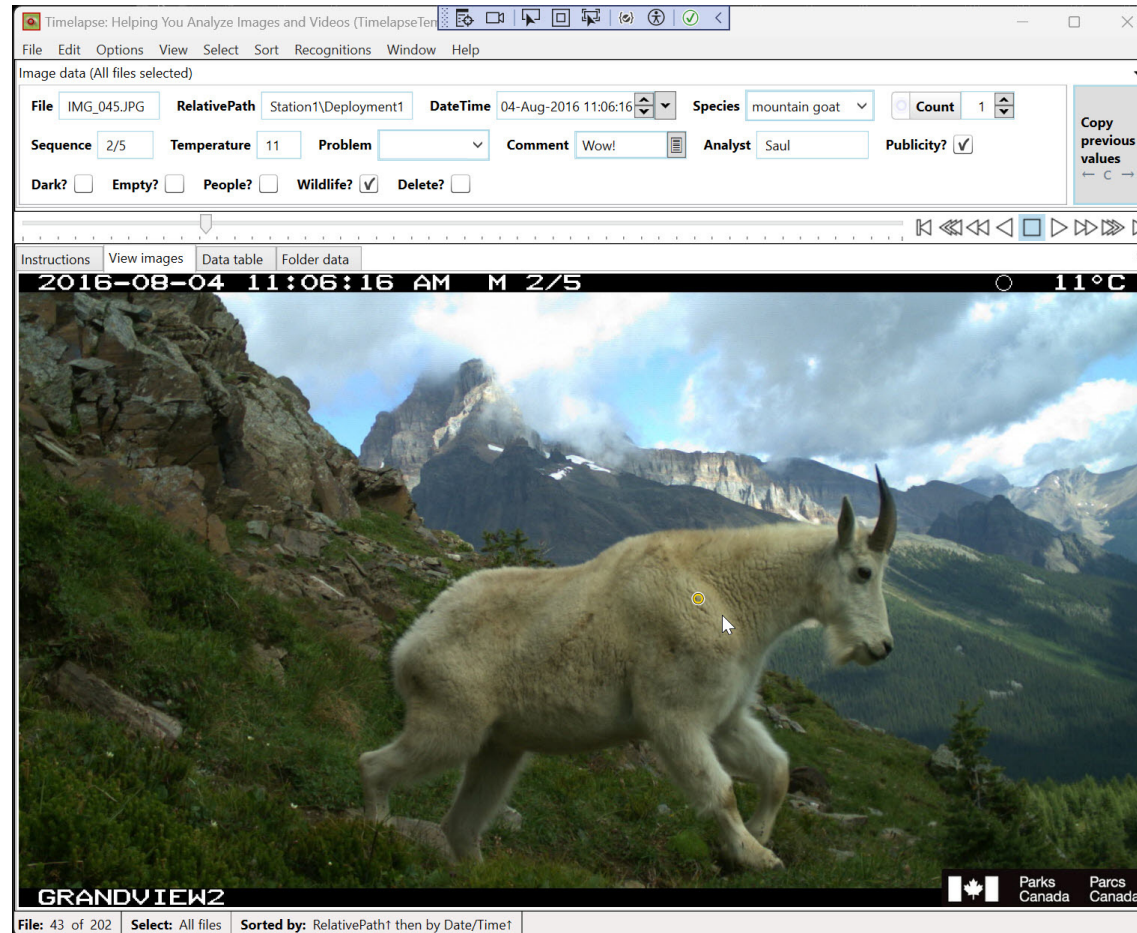 Timelapse: Helping You Analyze Images and Videos (TimelapseTem
File Edit Options View Select Sort Recognitions Window Help
Image data (All files selected)
File IMG_045.JPG RelativePath Station1\Deployment1 DateTime 04-Aug-2016 11:06:16 Species mountain goat Count 1
Sequence 2/5 Temperature 11 Problem Comment Wow! Analyst Saul Publicity?
Dark? Empty? People? Wildlife? Delete?
Copy
previous
values
← C →
Instructions View images Data table Folder data
2016-08-04 11:06:16 AM M 2/5 11°C
GRANDVIEW2
Parks Parcs
Canada Canada
File: 43 of 202 Select: All files Sorted by: RelativePath↑ then by Date/Time↑